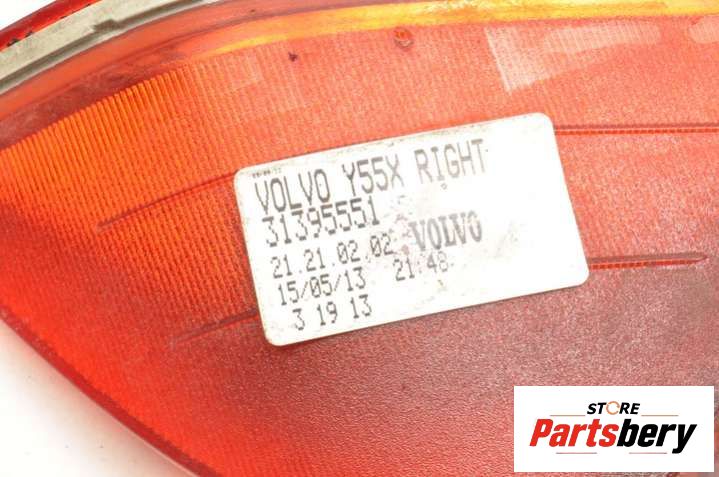 VOLVO Y55X RIGHT
31395551
21.21.02.02 VOLVO
15/05/13 21:48
3 19 13
STORE
Partsbery